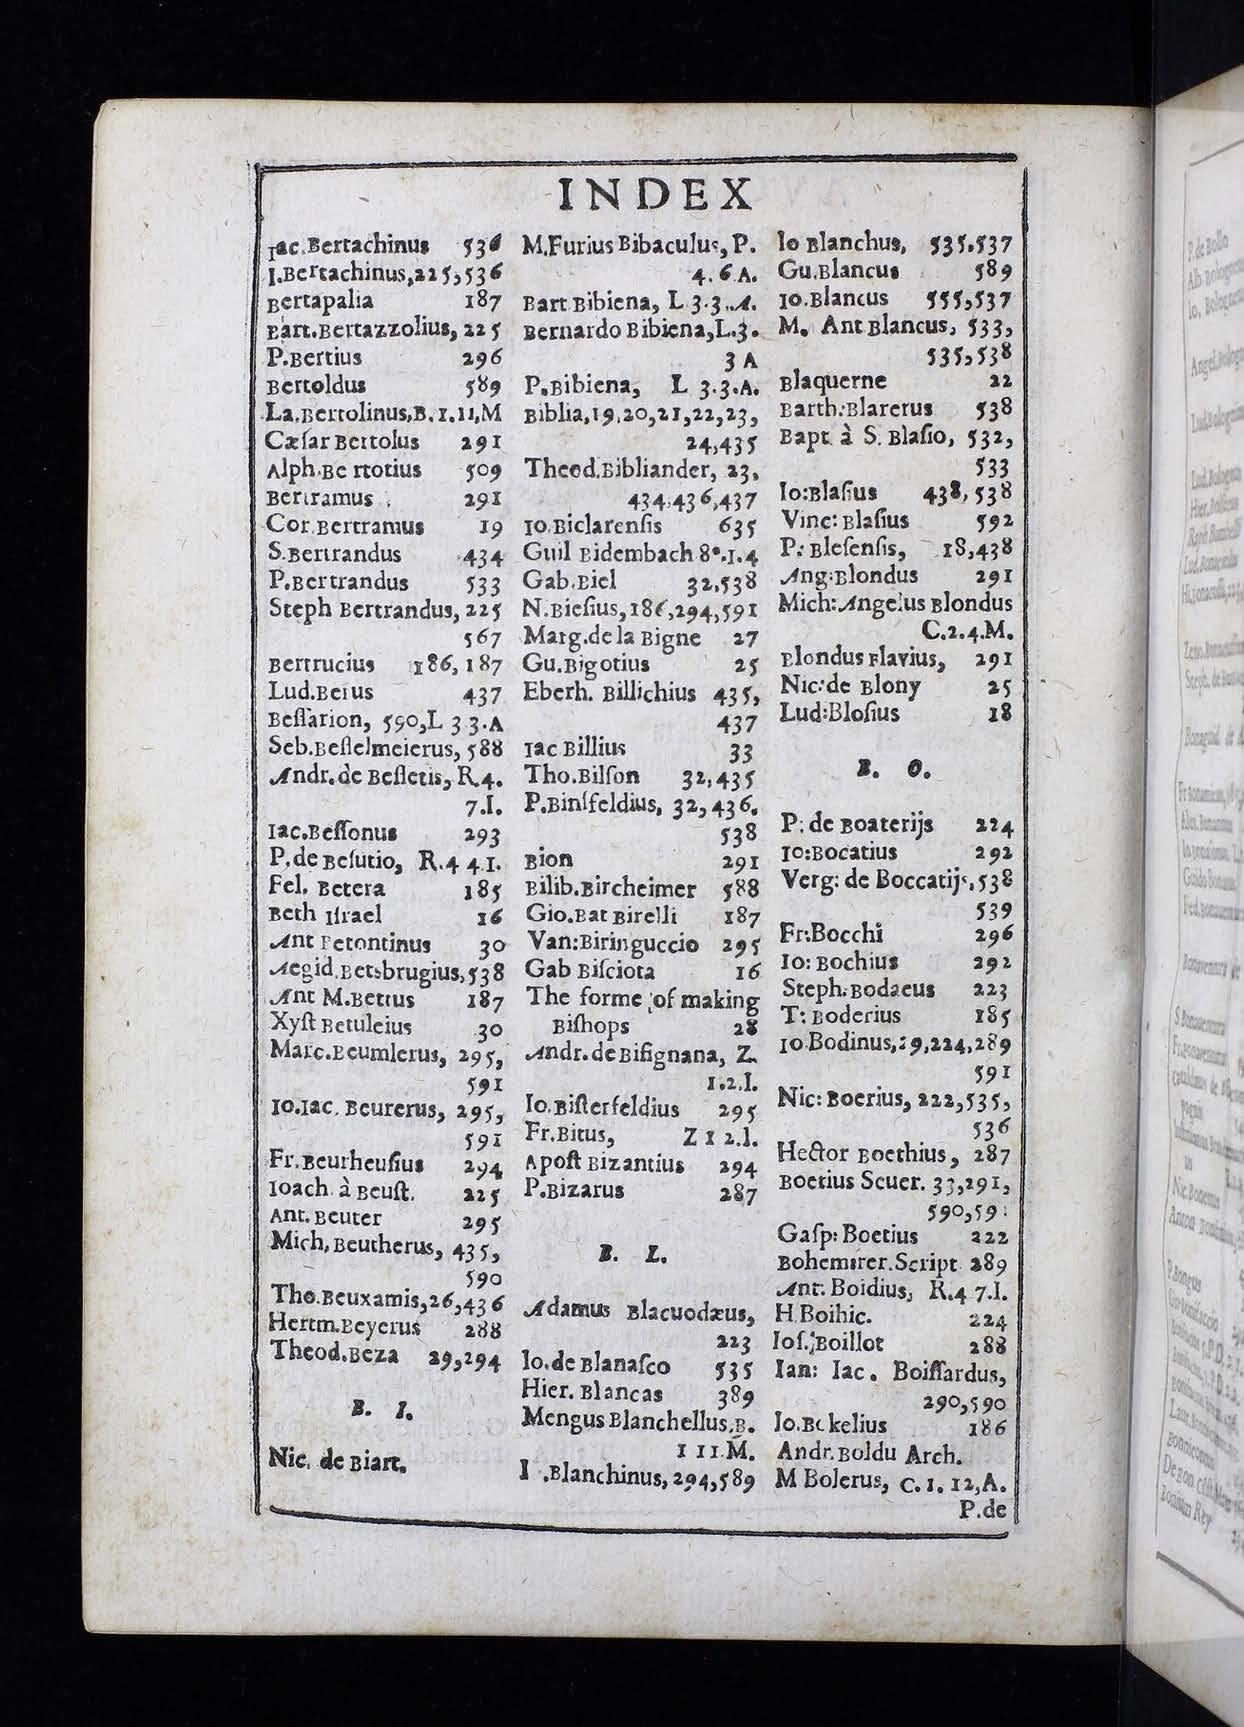 INDEX
Iac. Bertachinus 536
I. Bertachinus, 225, 536
Bertapalia 187
Bart. Bertazzolius, 225
P. Bertius 296
Bertoldus 589
La. Bertolinus, B. 1. 11, M
Cæſar Bertolus 291
Alph. Be rtotius 509
Bertramus 291
Cor. Bertramus 19
S. Bertrandus 434
P. Bertrandus 533
Steph Bertrandus, 225
567
Bertrucius 186, 187
Lud. Berus 437
Beſſarion, 590, L 3 3. A
Seb. Beſſelmeierus, 588
Andr. de Beſletis, R. 4.
7. I.
Iac. Beſſonus 293
P. de Beſutio, R. 4 4 I.
Fel. Betera 185
Beth Iſrael 16
Ant Petontinus 30
Aegid. Betsbrugius, 538
Ant M. Bettus 187
Xyſt Betuleius 30
Marc. Beumlerus, 295,
591
Io. Iac. Beurerus, 295,
591
Fr. Beurheuſius 294
Ioach. à Beuſt. 225
Ant. Beuter 295
Mich, Beutherus, 435,
590
Tho. Beuxamis, 26, 436
Hertm. Beyerus 288
Theod. Beza 29, 294
B. I.
Nic. de Biart.
M. Furius Bibaculus, P.
4. 6 A.
Bart. Bibiena, L 3. 3.. A.
Bernardo Bibiena, L. 3.
3 A
P. Bibiena, L 3. 3. A.
Biblia, 19, 20, 21, 22, 23,
24, 435
Theod. Bibliander, 23,
434, 436, 437
Io. Biclarenſis 635
Guil Bidembach 8°. 1. 4
Gab. Biel 32, 538
N. Bieſius, 186, 294, 591
Marg. de la Bigne 27
Gu. Bigotius 25
Eberh. Billichius 435,
437
Iac Billius 33
Tho. Bilſon 32, 435
P. Binſfeldius, 32, 436.
538
Bion 291
Bilib. Bircheimer 588
Gio. Bat Birelli 187
Van: Biringuccio 295
Gab Biſciota 16
The forme of making
Biſhops 28
Andr. de Biſignana, Z.
1. 2. I.
Io. Biſterfeldius 295
Fr. Bitus, Z 1 2. I.
Apoſt Bizantius 294
P. Bizarus 287
B. L.
Adamus Blacuodæus,
223
Io. de Blanaſco 535
Hier. Blancas 389
Mengus Blanchellus, B.
1 11. M.
I. Blanchinus, 294, 589
Io Blanchus, 535. 537
Gu. Blancus 589
Io. Blancus 555, 537
M. Ant Blancus, 533,
535, 538
Blaquerne 22
Barth: Blarerus 538
Bapt. à S. Blaſio, 532,
533
Io: Blaſius 438, 538
Vinc: Blaſius 592
P: Bleſenſis, 18, 438
Ang: Blondus 291
Mich: Angelus Blondus
C. 2. 4. M.
Blondus Flavius, 291
Nic: de Blony 25
Lud: Bloſius 18
B. O.
P: de Boaterijs 224
Io: Bocatius 292
Verg: de Boccatijs, 538
539
Fr: Bocchi 296
Io: Bochius 292
Steph: Bodaeus 223
T: Boderius 185
Io. Bodinus, 29, 224, 289
591
Nic: Boerius, 222, 535,
536
Hector Boethius, 287
Boetius Sever. 33, 291,
590,
Gaſp: Boetius 222
Bohem. rer. Script 289
Ant: Boidius, R. 4 7. I.
H. Boihic. 224
Ioſ. Boillot 288
Ian: Iac. Boiſſardus,
290, 590
Io. Bokelius 186
Andr. Boldu Arch.
M Bolerus, C. 1. 12, A.
P. de